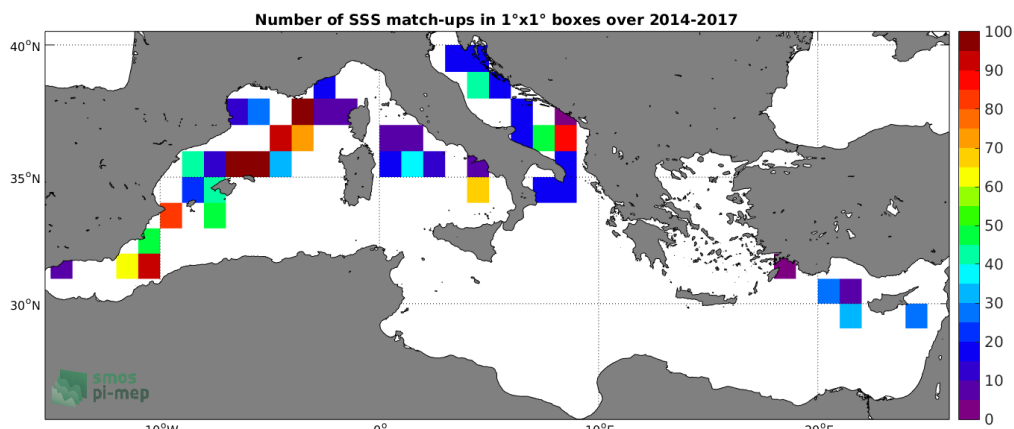 Number of SSS match-ups in 1°x1° boxes over 2014-2017
40°N
35°N
30°N
10°W
0°
10°E
20°E
100
90
80
70
60
50
40
30
20
10
0
smos
pi-mep